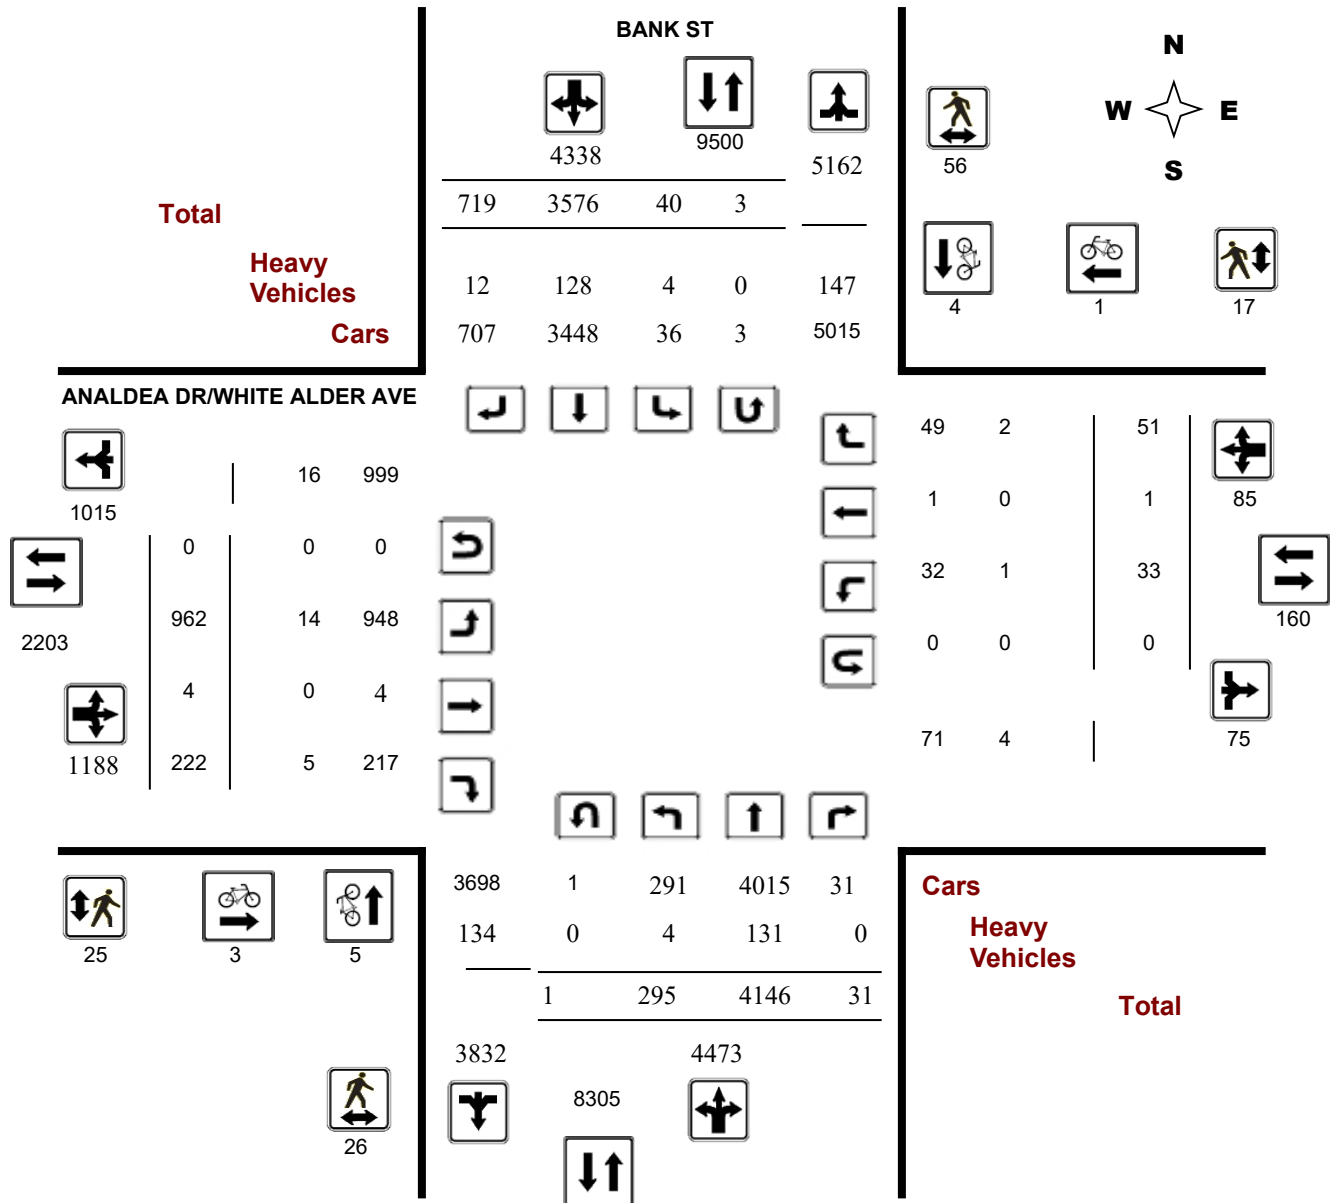 BANK ST
N
W E
S
4338
9500
5162
56
719 3576 40 3
Total
Heavy
Vehicles
12 128 4 0 147
Cars
707 3448 36 3 5015
4
1
17
ANALDEA DR/WHITE ALDER AVE
49 2 51
16 999
1015
1 0 1
85
0 0 0
32 1 33
962 14 948
160
2203
0 0 0
4 0 4
71 4
75
1188
222 5 217
3698 1 291 4015 31
Cars
134 0 4 131 0
Heavy
Vehicles
25
3
5
1 295 4146 31
Total
3832
4473
8305
26